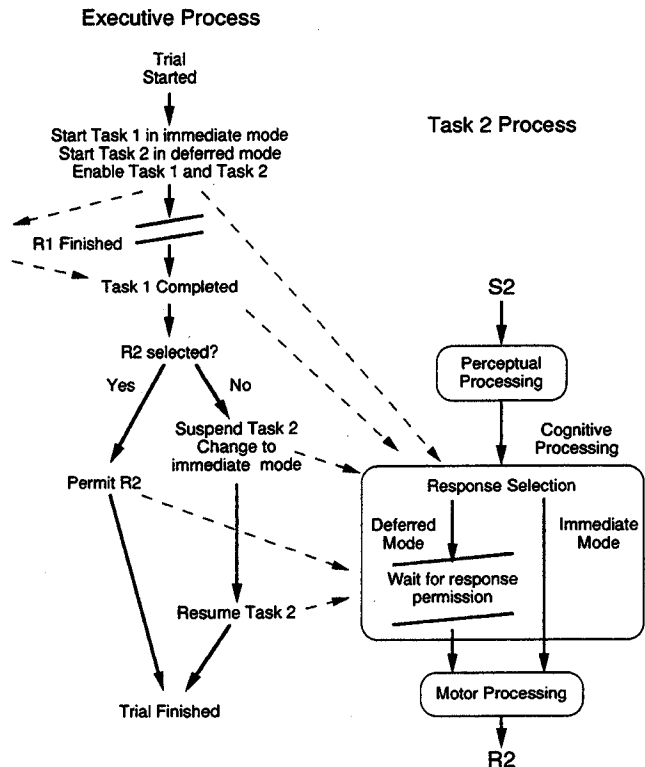 Executive Process
Trial
Started
Start Task 1 in immediate mode
Start Task 2 in deferred mode
Enable Task 1 and Task 2
R1 Finished
Task 1 Completed
R2 selected?
Yes
No
Suspend Task 2
Change to
immediate mode
Permit R2
Resume Task 2
Trial Finished
Task 2 Process
S2
Perceptual
Processing
Cognitive
Processing
Response Selection
Deferred
Mode
Immediate
Mode
Wait for response
permission
Motor Processing
R2